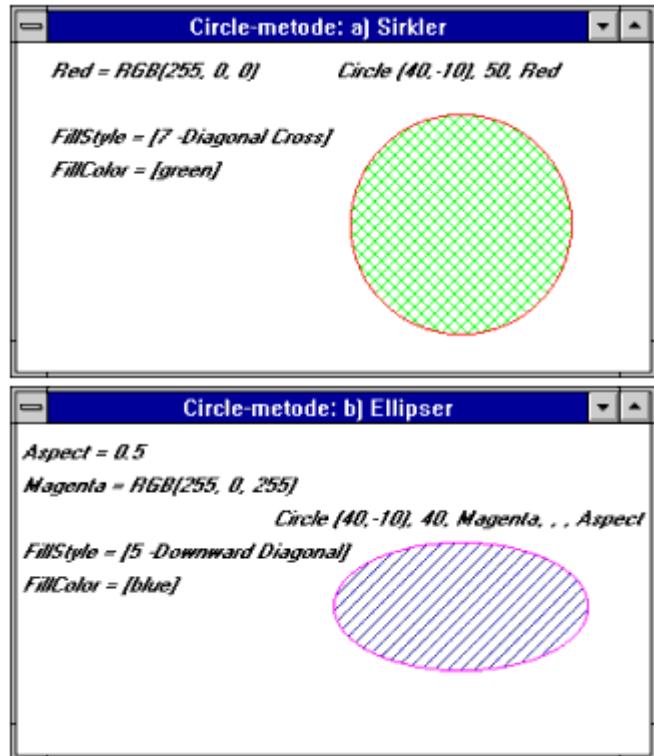 Circle-metode: a) Sirkler
Red = RGB(255, 0, 0) Circle (40,-10), 50, Red
FillStyle = [7 -Diagonal Cross]
FillColor = [green]
Circle-metode: b) Ellipser
Aspect = 0.5
Magenta = RGB(255, 0, 255)
Circle (40,-10), 40, Magenta, , , Aspect
FillStyle = [5 -Downward Diagonal]
FillColor = [blue]